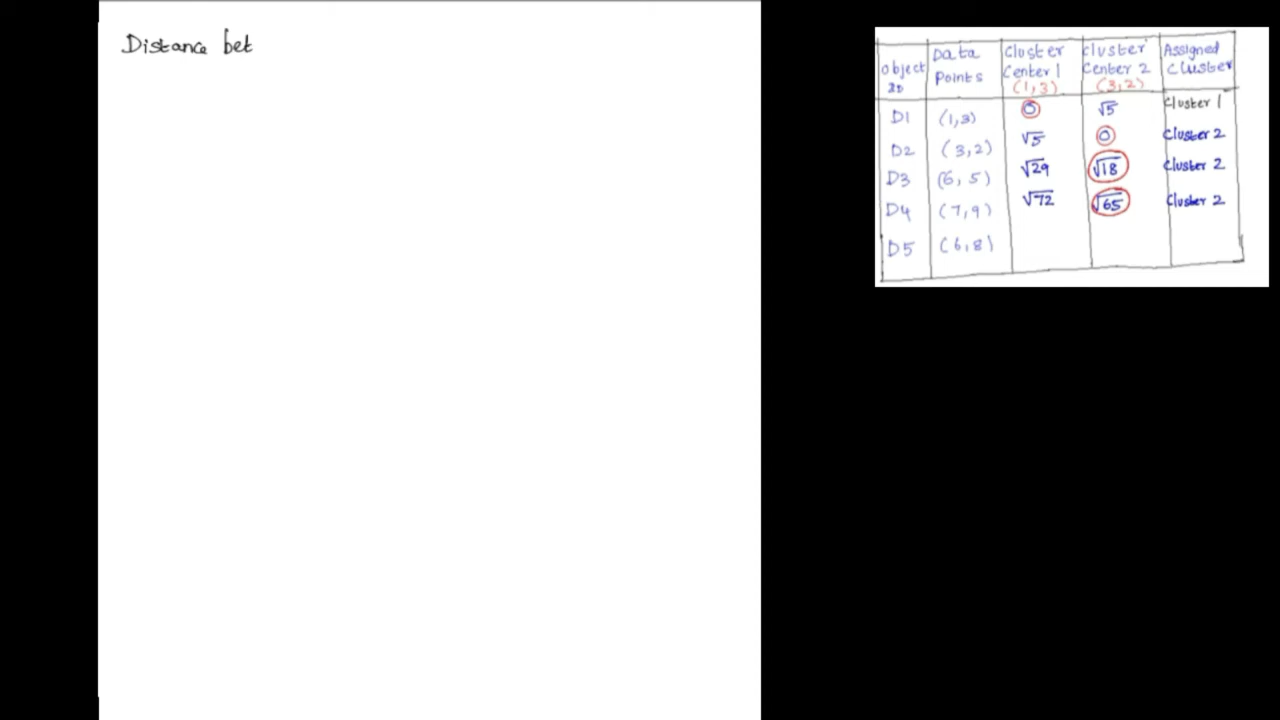 Distance bet
Object ID | Data Points | Cluster Center 1 (1,3) | Cluster Center 2 (3,2) | Assigned Cluster
D1 | (1,3) | 0 | √5 | Cluster 1
D2 | (3,2) | √5 | 0 | Cluster 2
D3 | (6,5) | √29 | √18 | Cluster 2
D4 | (7,9) | √72 | √65 | Cluster 2
D5 | (6,8)